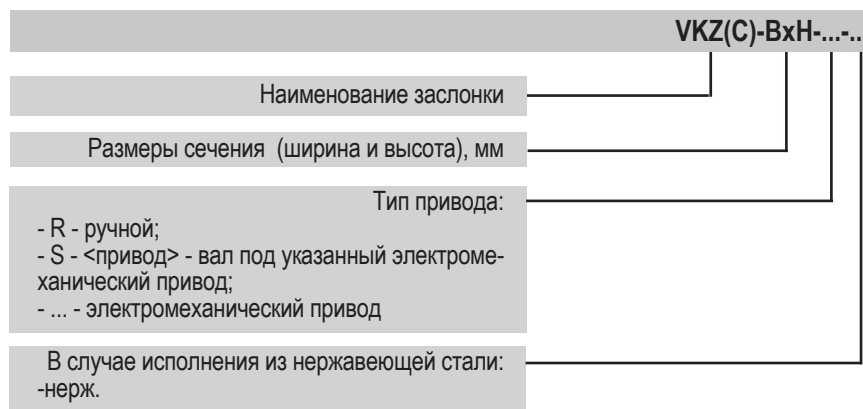 VKZ(C)-BxH-...-..
Наименование заслонки
Размеры сечения (ширина и высота), мм
Тип привода:
- R - ручной;
- S - <привод> - вал под указанный электроме-
ханический привод;
- ... - электромеханический привод
В случае исполнения из нержавеющей стали:
-нерж.